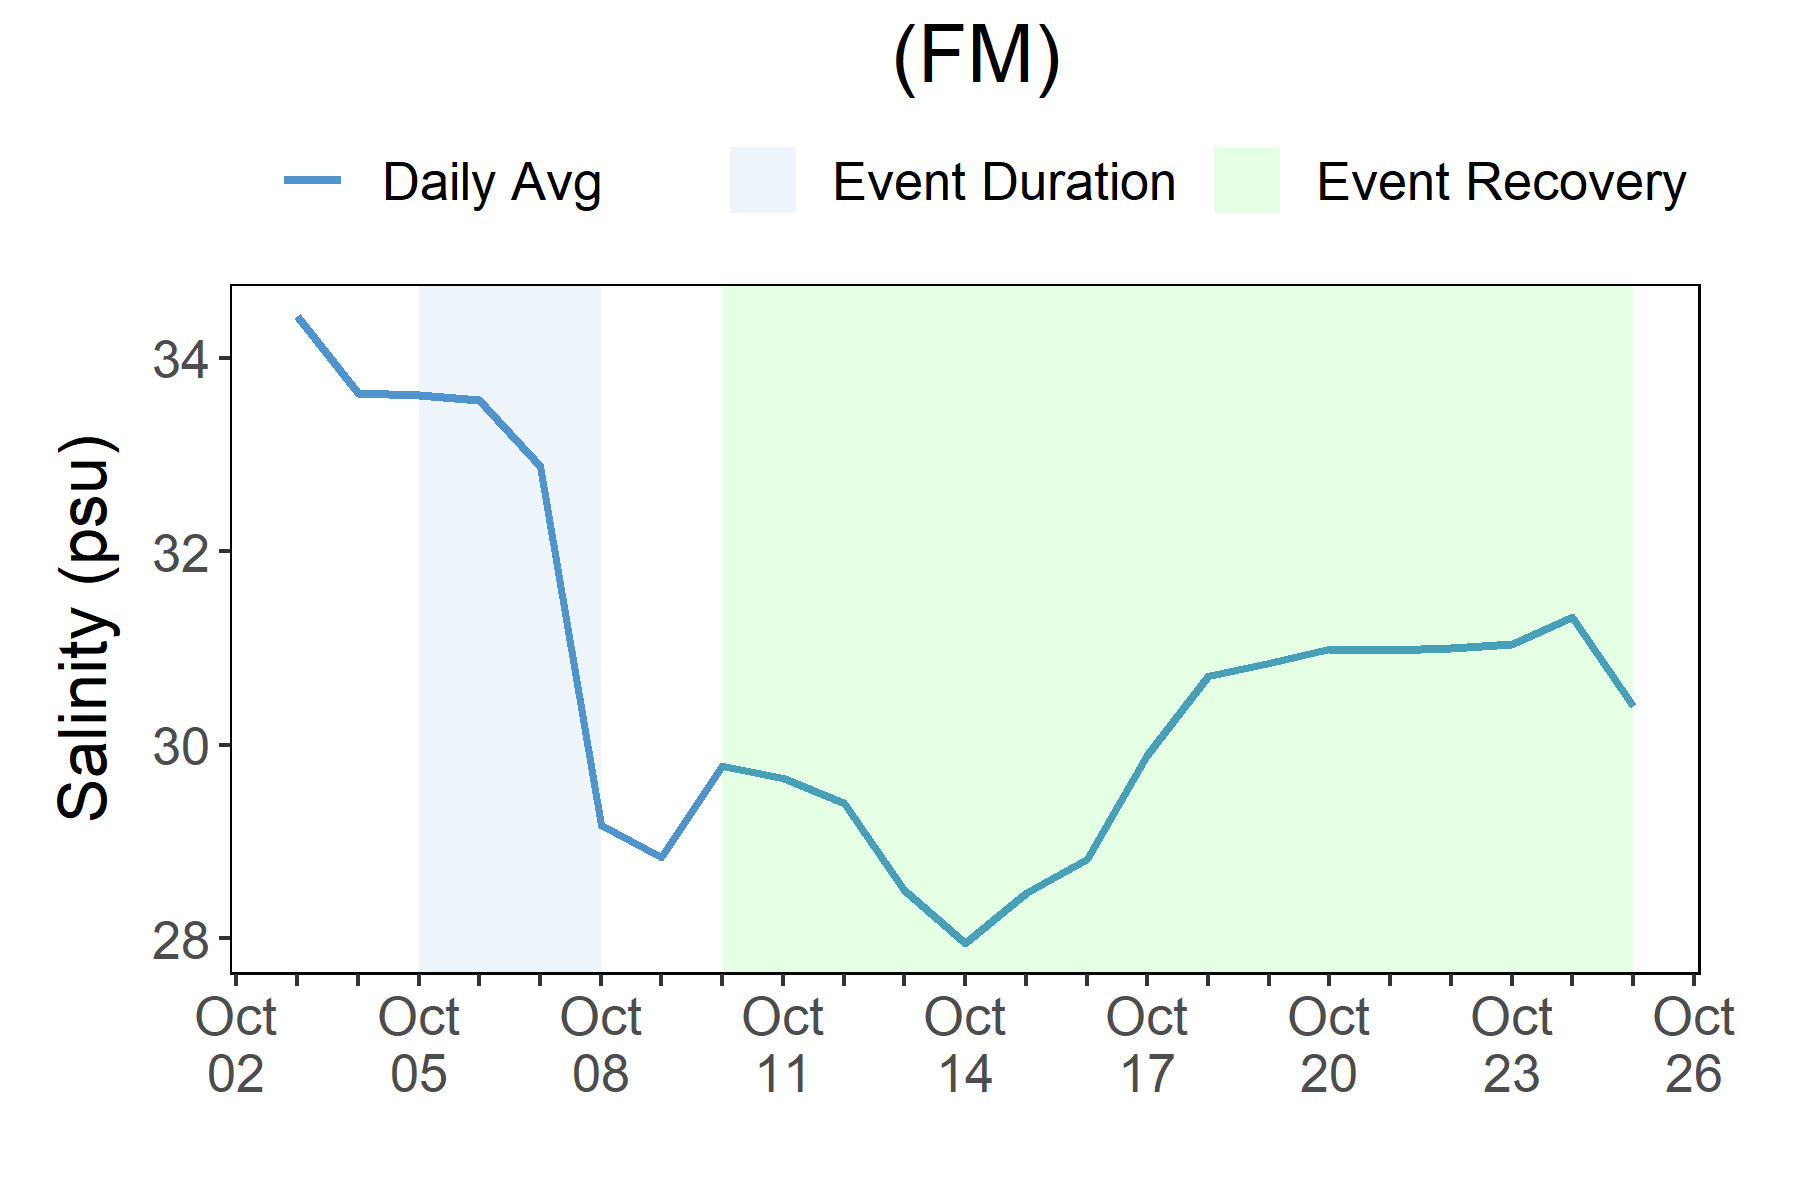 (FM)
Daily Avg Event Duration Event Recovery
Salinity (psu)
34
32
30
28
Oct Oct Oct Oct Oct Oct Oct Oct Oct
02 05 08 11 14 17 20 23 26